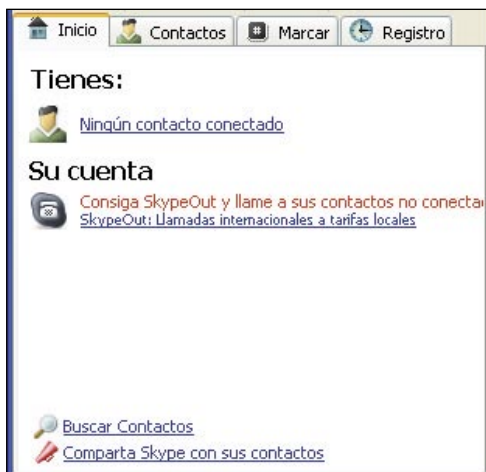 Inicio Contactos Marcar Registro
Tienes:
Ningún contacto conectado
Su cuenta
Consiga SkypeOut y llame a sus contactos no conecta
SkypeOut: Llamadas internacionales a tarifas locales
Buscar Contactos
Comparta Skype con sus contactos